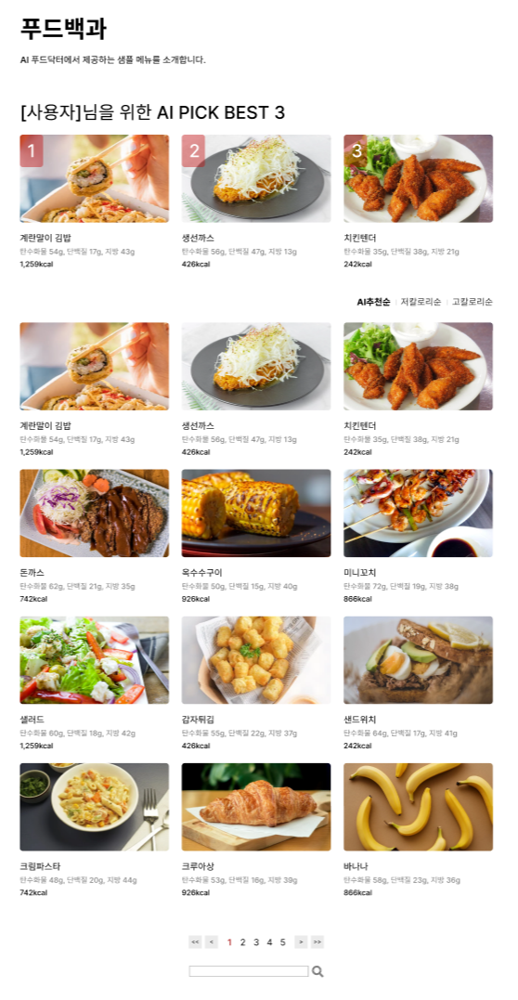 푸드백과
AI 푸드닥터에서 제공하는 샘플 메뉴를 소개합니다.
[사용자]님을 위한 AI PICK BEST 3
1
2
3
계란말이 김밥
탄수화물 54g, 단백질 17g, 지방 43g
1,259kcal
생선까스
탄수화물 56g, 단백질 47g, 지방 13g
426kcal
치킨텐더
탄수화물 35g, 단백질 38g, 지방 21g
242kcal
AI추천순 | 저칼로리순 | 고칼로리순
계란말이 김밥
탄수화물 54g, 단백질 17g, 지방 43g
1,259kcal
생선까스
탄수화물 56g, 단백질 47g, 지방 13g
426kcal
치킨텐더
탄수화물 35g, 단백질 38g, 지방 21g
242kcal
돈까스
탄수화물 62g, 단백질 21g, 지방 35g
742kcal
옥수수구이
탄수화물 50g, 단백질 15g, 지방 40g
926kcal
미니꼬치
탄수화물 72g, 단백질 19g, 지방 38g
866kcal
샐러드
탄수화물 60g, 단백질 18g, 지방 42g
1,259kcal
감자튀김
탄수화물 55g, 단백질 22g, 지방 37g
426kcal
샌드위치
탄수화물 64g, 단백질 17g, 지방 41g
242kcal
크림파스타
탄수화물 48g, 단백질 20g, 지방 44g
742kcal
크루아상
탄수화물 53g, 단백질 16g, 지방 39g
926kcal
바나나
탄수화물 58g, 단백질 23g, 지방 36g
866kcal
<< < 1 2 3 4 5 > >>